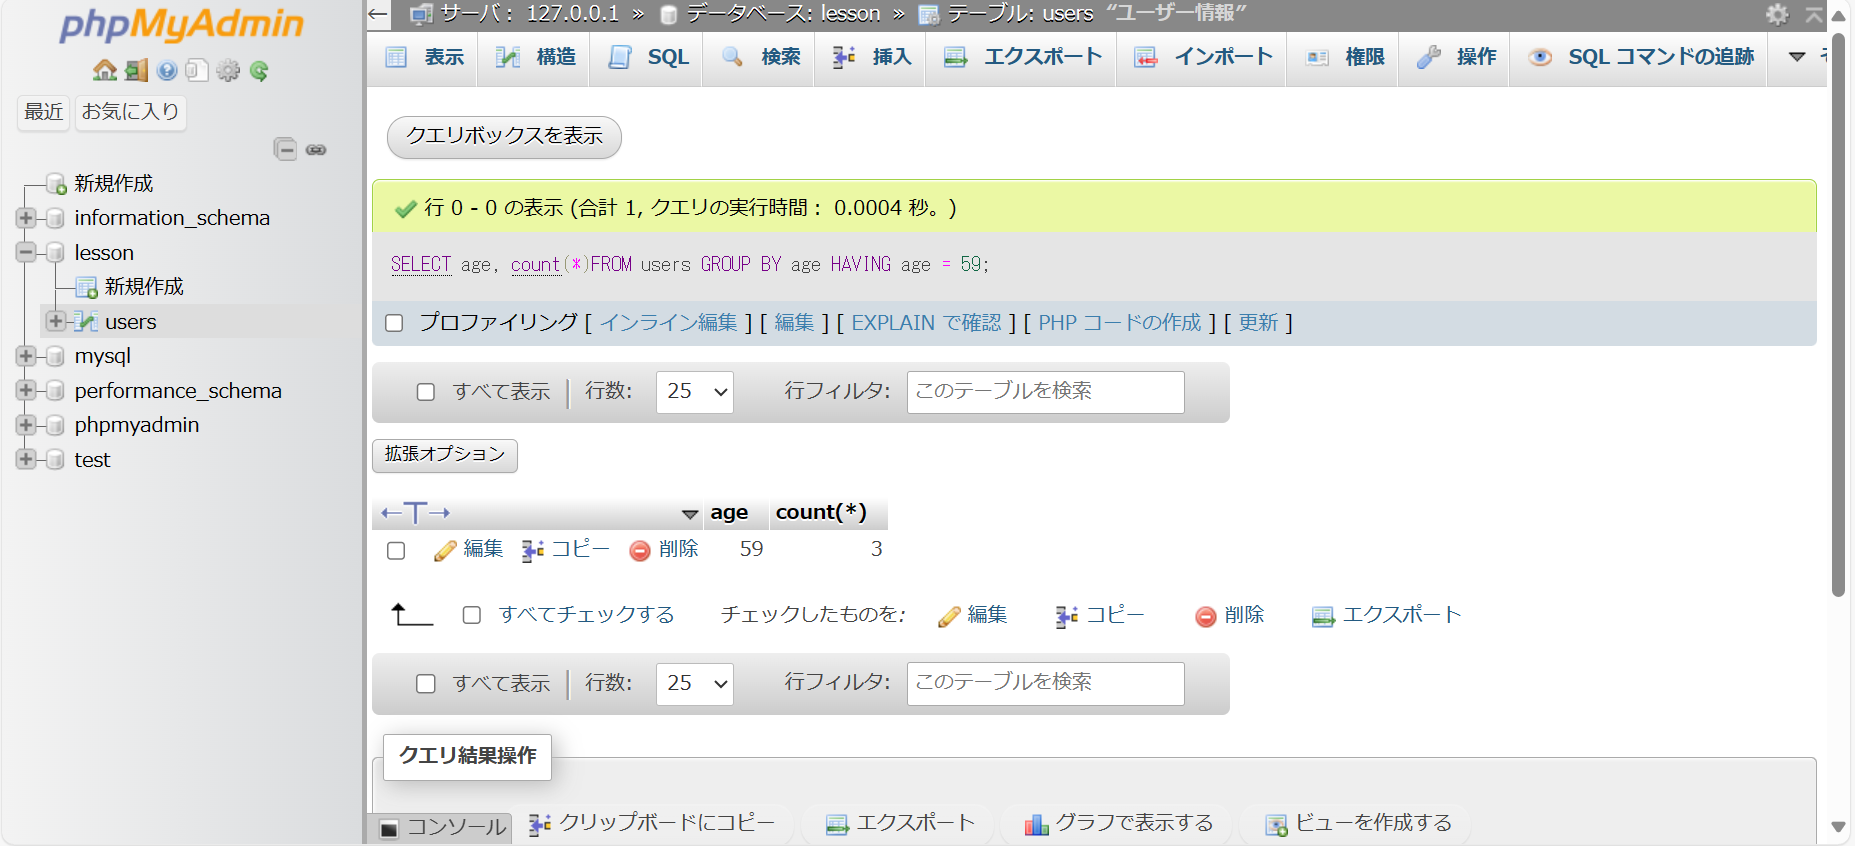 phpMyAdmin
最近 お気に入り
新規作成
information_schema
lesson
新規作成
users
mysql
performance_schema
phpmyadmin
test
サーバ： 127.0.0.1 » データベース: lesson » テーブル: users “ユーザー情報”
表示 構造 SQL 検索 挿入 エクスポート インポート 権限 操作 SQL コマンドの追跡
クエリボックスを表示
行 0 - 0 の表示 (合計 1, クエリの実行時間： 0.0004 秒。)
SELECT age, count(*)FROM users GROUP BY age HAVING age = 59;
プロファイリング [ インライン編集 ] [ 編集 ] [ EXPLAIN で確認 ] [ PHP コードの作成 ] [ 更新 ]
すべて表示 行数: 25 行フィルタ: このテーブルを検索
拡張オプション
←T→ age count(*)
編集 コピー 削除 59 3
すべてチェックする チェックしたものを: 編集 コピー 削除 エクスポート
すべて表示 行数: 25 行フィルタ: このテーブルを検索
クエリ結果操作
コンソール クリップボードにコピー エクスポート グラフで表示する ビューを作成する